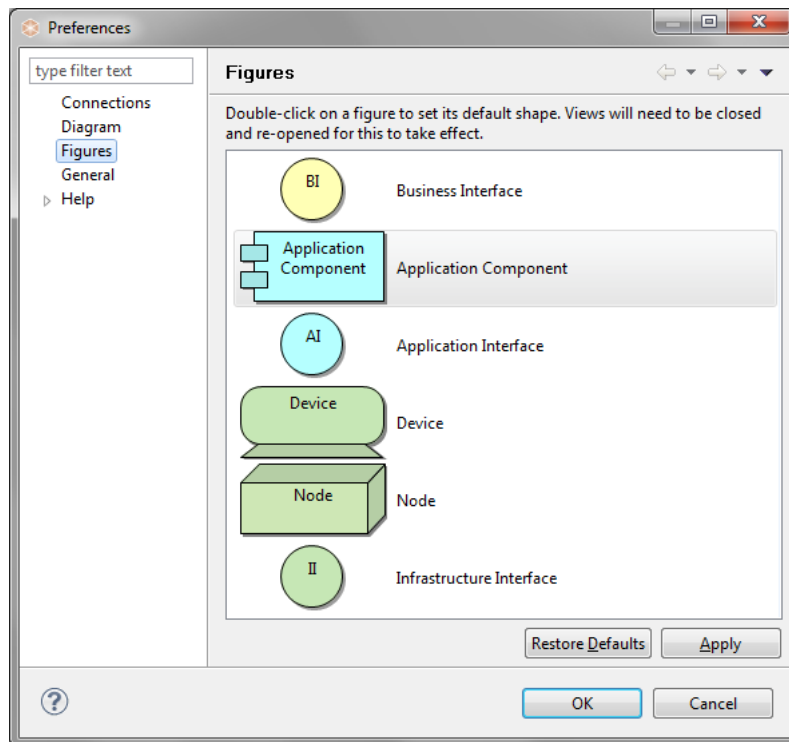 Preferences
type filter text
Connections
Diagram
Figures
General
Help
Figures
Double-click on a figure to set its default shape. Views will need to be closed
and re-opened for this to take effect.
BI
Business Interface
Application
Component
Application Component
AI
Application Interface
Device
Device
Node
Node
II
Infrastructure Interface
Restore Defaults
Apply
?
OK
Cancel